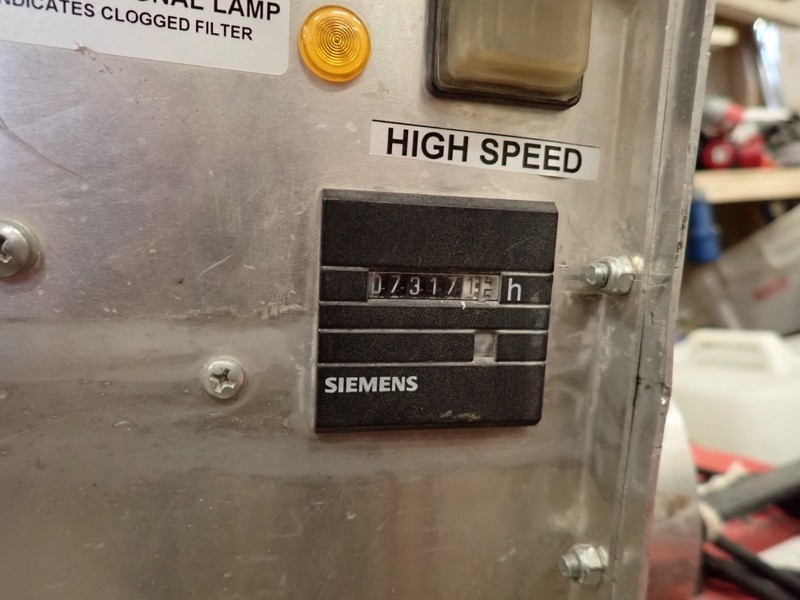 NAL LAMP
NDICATES CLOGGED FILTER
HIGH SPEED
h
SIEMENS